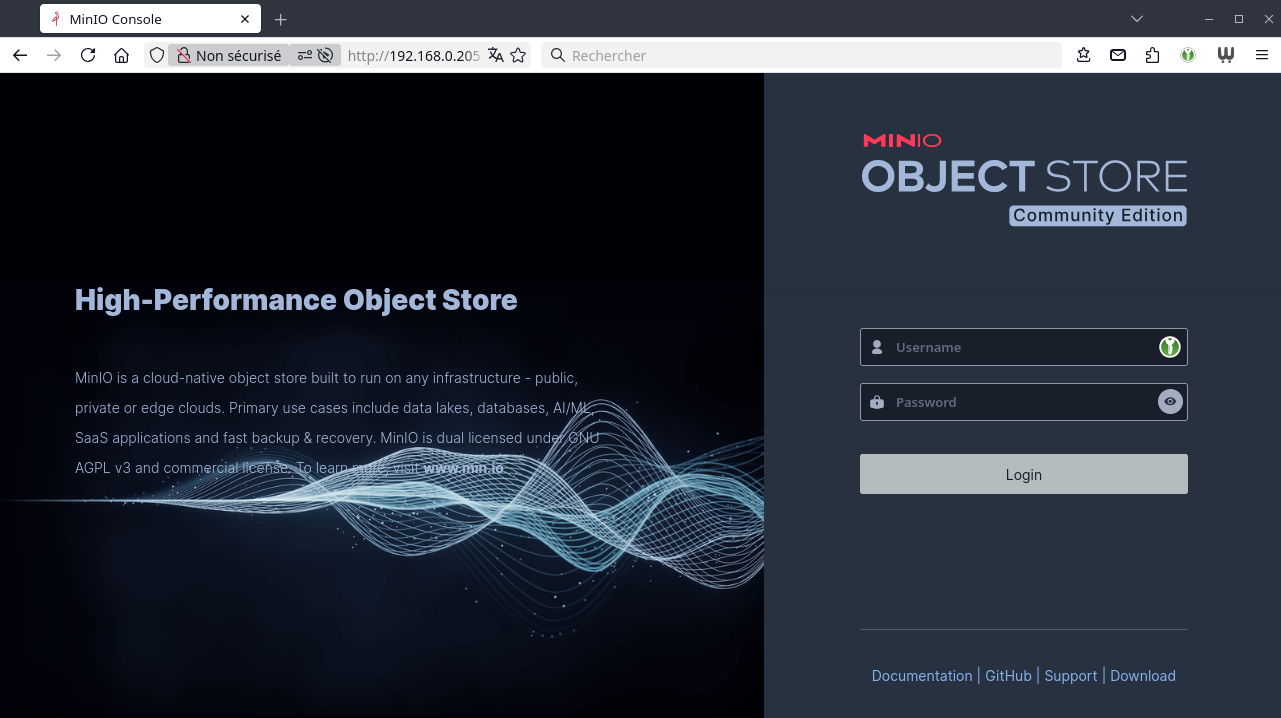 MinIO Console
Non sécurisé
http://192.168.0.205
Rechercher
MINIO
OBJECT STORE
Community Edition
High-Performance Object Store
MinIO is a cloud-native object store built to run on any infrastructure - public,
private or edge clouds. Primary use cases include data lakes, databases, AI/ML,
SaaS applications and fast backup & recovery. MinIO is dual licensed under GNU
AGPL v3 and commercial license. To learn more, visit www.min.io.
Username
Password
Login
Documentation | GitHub | Support | Download